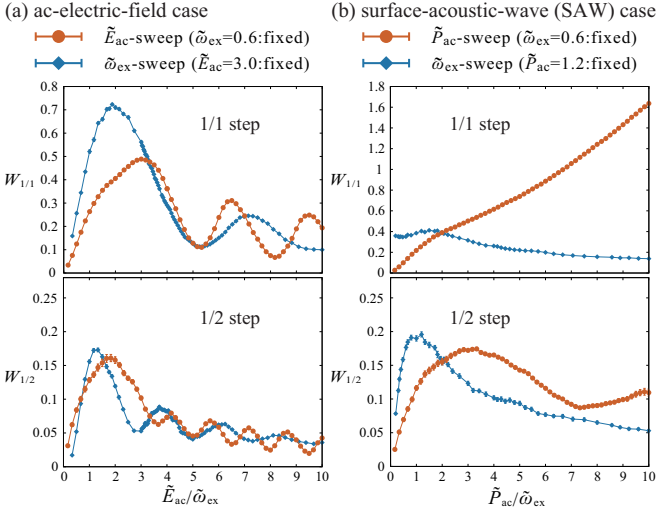 (a) ac-electric-field case
Ẽac-sweep (ω̃ex=0.6:fixed)
ω̃ex-sweep (Ẽac=3.0:fixed)
0.8
0.7
0.6
0.5
0.4
0.3
0.2
0.1
0
W1/1
1/1 step
0.25
0.2
0.15
0.1
0.05
0
W1/2
1/2 step
0 1 2 3 4 5 6 7 8 9 10
Ẽac/ω̃ex
(b) surface-acoustic-wave (SAW) case
P̃ac-sweep (ω̃ex=0.6:fixed)
ω̃ex-sweep (P̃ac=1.2:fixed)
1.8
1.6
1.4
1.2
1
0.8
0.6
0.4
0.2
0
W1/1
1/1 step
0.25
0.2
0.15
0.1
0.05
0
W1/2
1/2 step
0 1 2 3 4 5 6 7 8 9 10
P̃ac/ω̃ex